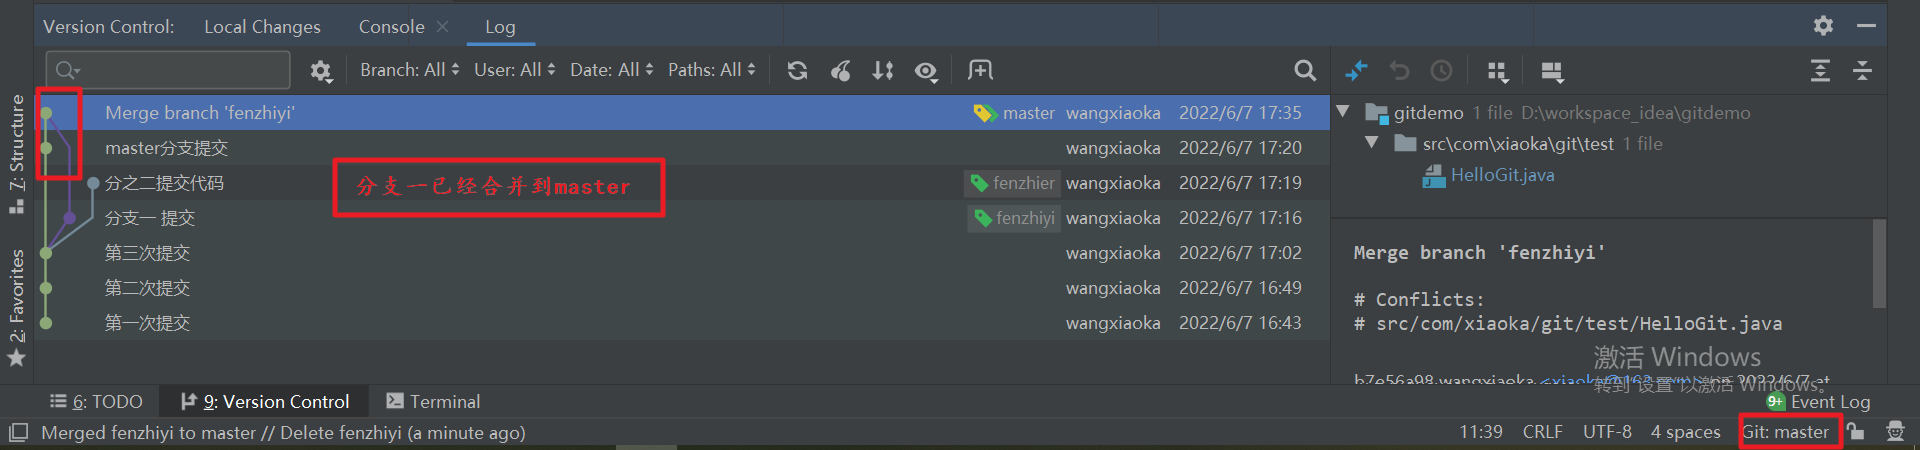 Version Control: Local Changes Console Log
Branch: All User: All Date: All Paths: All
Merge branch 'fenzhiyi' master wangxiaoka 2022/6/7 17:35
master分支提交 wangxiaoka 2022/6/7 17:20
分之二提交代码 fenzhier wangxiaoka 2022/6/7 17:19
分支一 提交 fenzhiyi wangxiaoka 2022/6/7 17:16
第三次提交 wangxiaoka 2022/6/7 17:02
第二次提交 wangxiaoka 2022/6/7 16:49
第一次提交 wangxiaoka 2022/6/7 16:43
分支一已经合并到master
gitdemo 1 file D:\workspace_idea\gitdemo
src\com\xiaoka\git\test 1 file
HelloGit.java
Merge branch 'fenzhiyi'
# Conflicts:
# src/com/xiaoka/git/test/HelloGit.java
激活 Windows
转到"设置"以激活 Windows。
7: Structure
2: Favorites
6: TODO 9: Version Control Terminal
9+ Event Log
Merged fenzhiyi to master // Delete fenzhiyi (a minute ago)
11:39 CRLF UTF-8 4 spaces Git: master